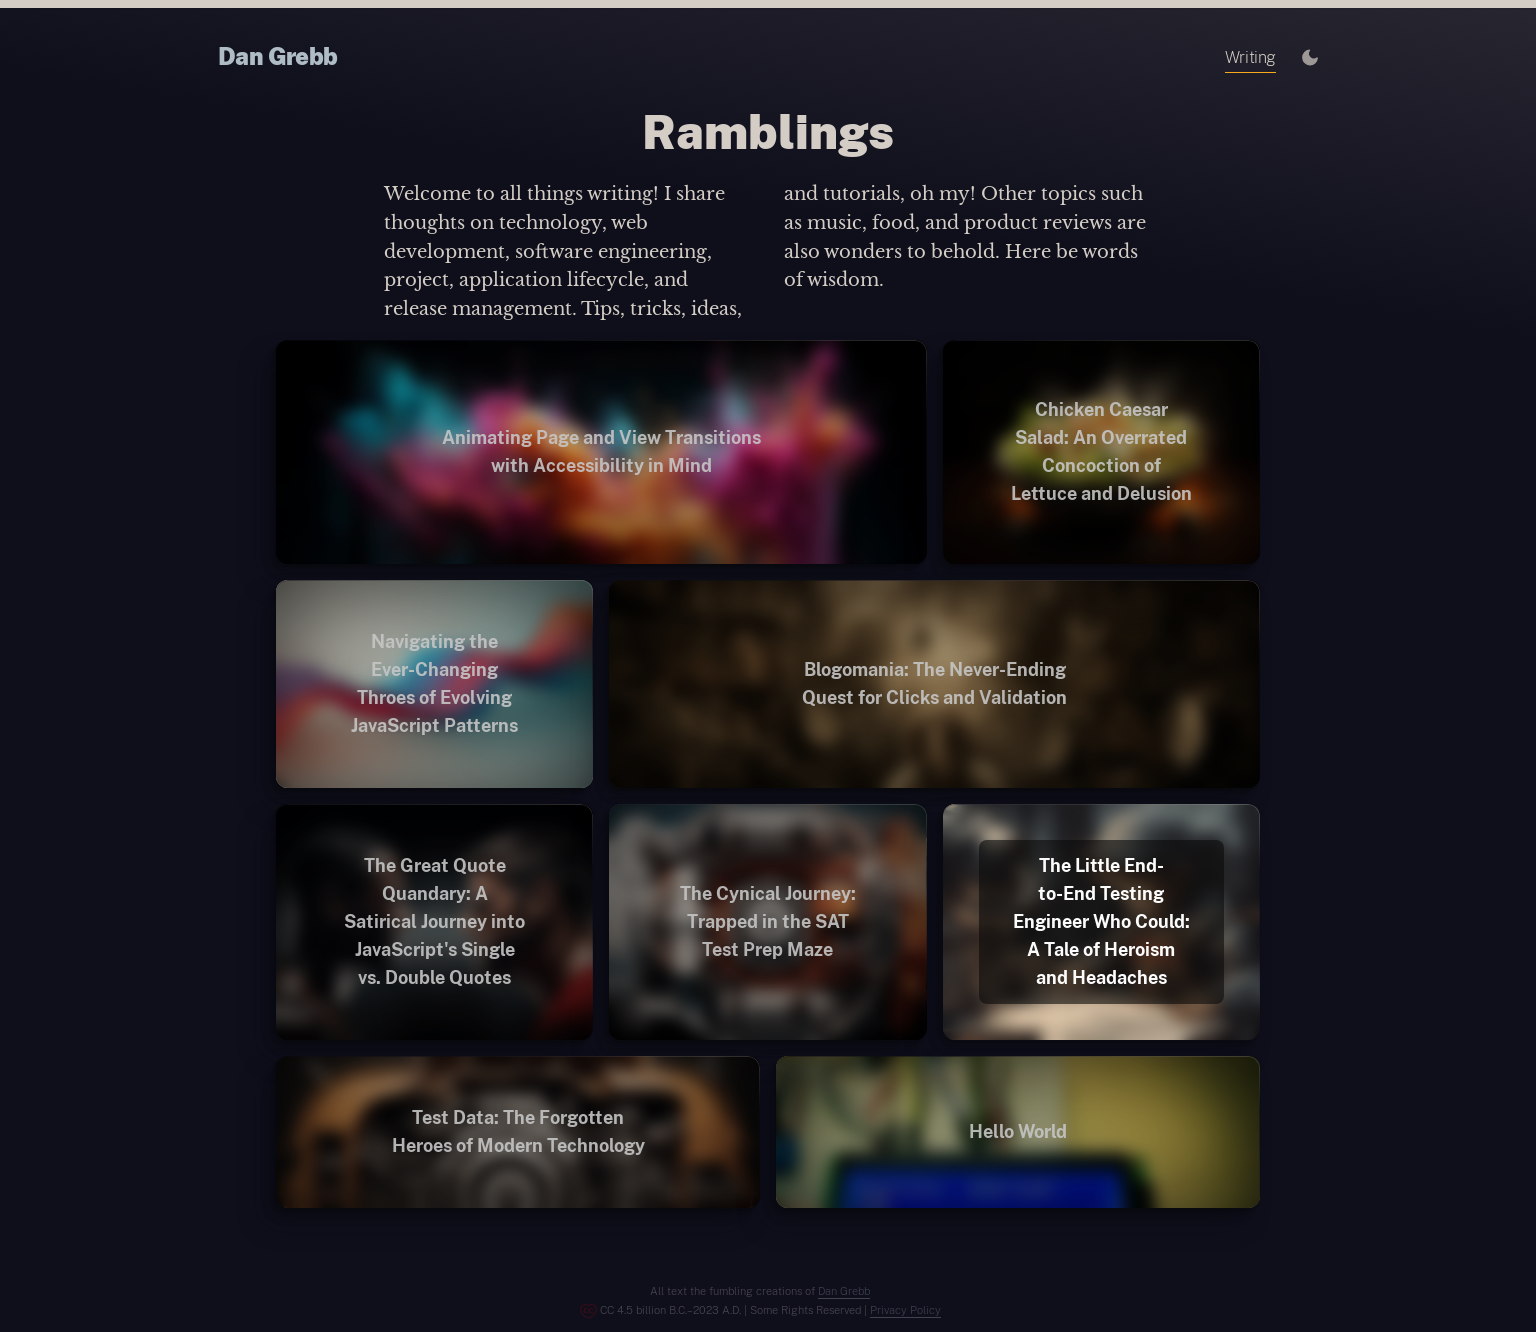 Dan Grebb
Writing
Ramblings
Welcome to all things writing! I share
thoughts on technology, web
development, software engineering,
project, application lifecycle, and
release management. Tips, tricks, ideas,
and tutorials, oh my! Other topics such
as music, food, and product reviews are
also wonders to behold. Here be words
of wisdom.
Animating Page and View Transitions
with Accessibility in Mind
Chicken Caesar
Salad: An Overrated
Concoction of
Lettuce and Delusion
Navigating the
Ever-Changing
Throes of Evolving
JavaScript Patterns
Blogomania: The Never-Ending
Quest for Clicks and Validation
The Great Quote
Quandary: A
Satirical Journey into
JavaScript's Single
vs. Double Quotes
The Cynical Journey:
Trapped in the SAT
Test Prep Maze
The Little End-
to-End Testing
Engineer Who Could:
A Tale of Heroism
and Headaches
Test Data: The Forgotten
Heroes of Modern Technology
Hello World
All text the fumbling creations of Dan Grebb
CC 4.5 billion B.C.–2023 A.D. | Some Rights Reserved | Privacy Policy